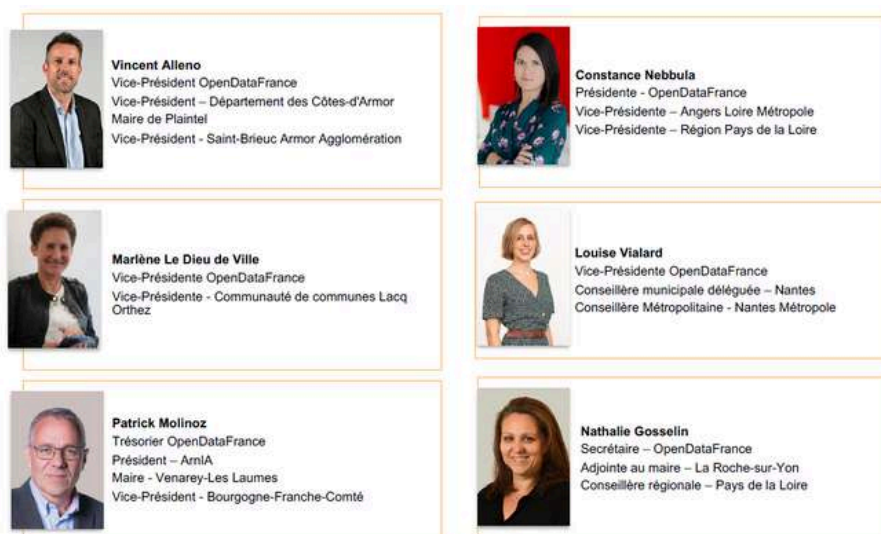 Vincent Alleno
Vice-Président OpenDataFrance
Vice-Président – Département des Côtes-d'Armor
Maire de Plaintel
Vice-Président - Saint-Brieuc Armor Agglomération
Constance Nebbula
Présidente - OpenDataFrance
Vice-Présidente – Angers Loire Métropole
Vice-Présidente – Région Pays de la Loire
Marlène Le Dieu de Ville
Vice-Présidente OpenDataFrance
Vice-Présidente - Communauté de communes Lacq
Orthez
Louise Vialard
Vice-Présidente OpenDataFrance
Conseillère municipale déléguée – Nantes
Conseillère Métropolitaine - Nantes Métropole
Patrick Molinoz
Trésorier OpenDataFrance
Président – ArnIA
Maire - Venarey-Les Laumes
Vice-Président - Bourgogne-Franche-Comté
Nathalie Gosselin
Secrétaire – OpenDataFrance
Adjointe au maire – La Roche-sur-Yon
Conseillère régionale – Pays de la Loire